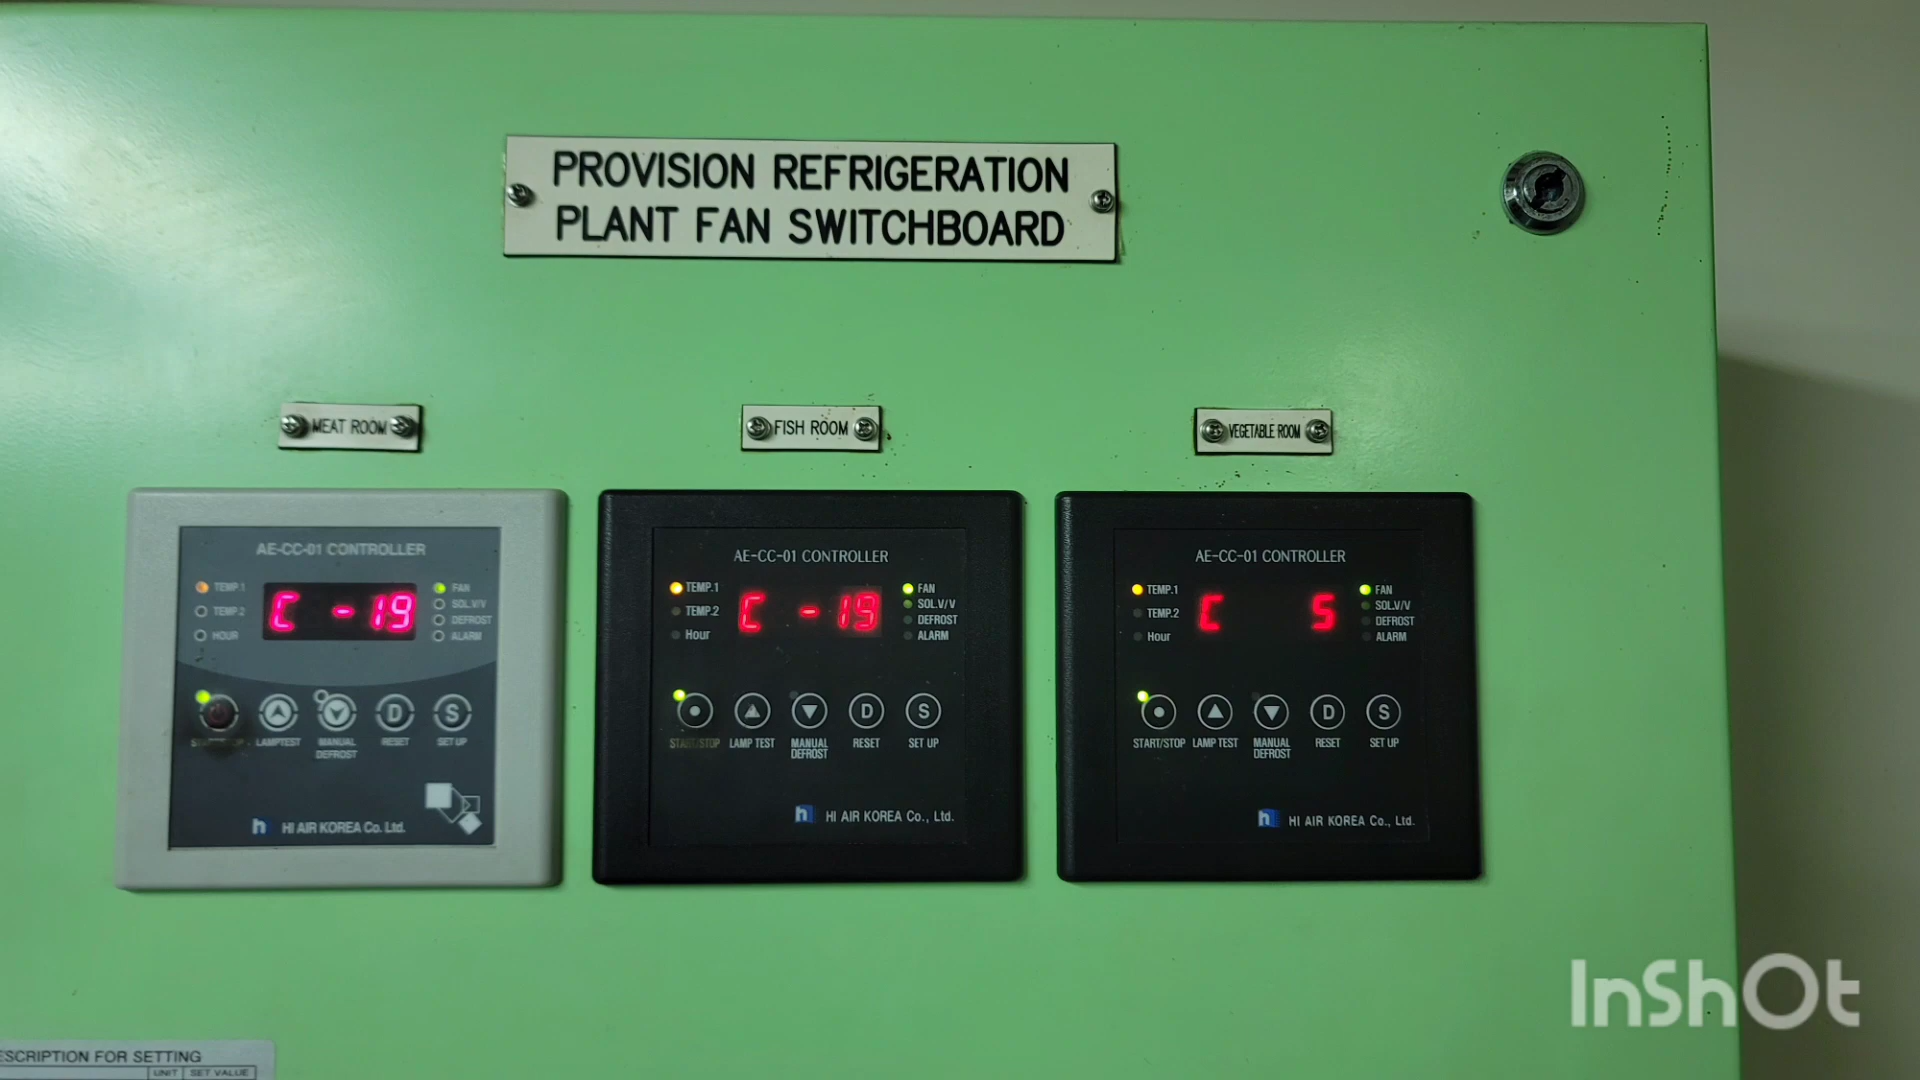 PROVISION REFRIGERATION
PLANT FAN SWITCHBOARD
MEAT ROOM
FISH ROOM
VEGETABLE ROOM
AE-CC-01 CONTROLLER
TEMP.1
TEMP.2
HOUR
C -19
FAN
SOL.V/V
DEFROST
ALARM
START/STOP
LAMPTEST
MANUAL
DEFROST
D
RESET
S
SET UP
h HI AIR KOREA Co. Ltd.
AE-CC-01 CONTROLLER
TEMP.1
TEMP.2
Hour
C -19
FAN
SOL.V/V
DEFROST
ALARM
START/STOP
LAMP TEST
MANUAL
DEFROST
D
RESET
S
SET UP
h HI AIR KOREA Co., Ltd.
AE-CC-01 CONTROLLER
TEMP.1
TEMP.2
Hour
C 5
FAN
SOL.V/V
DEFROST
ALARM
START/STOP
LAMP TEST
MANUAL
DEFROST
D
RESET
S
SET UP
h HI AIR KOREA Co., Ltd.
ESCRIPTION FOR SETTING
UNIT SET VALUE
InShOt